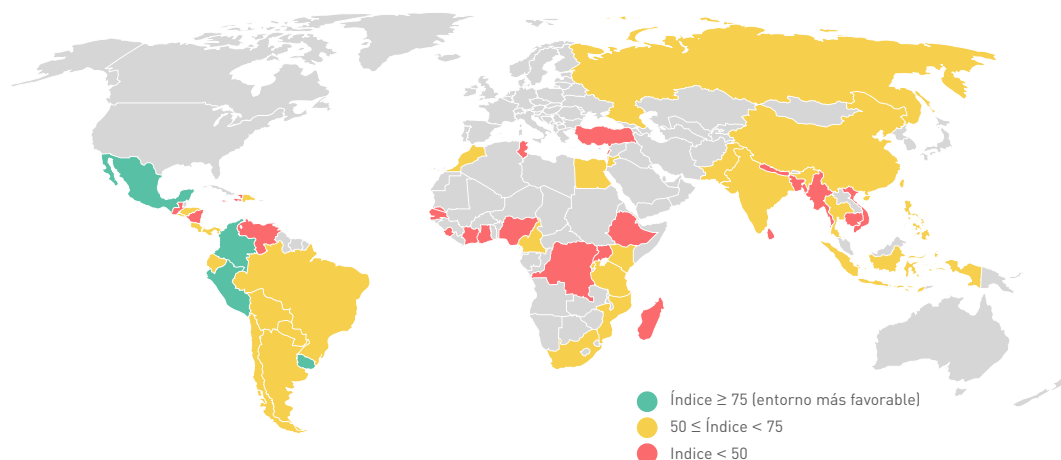 Índice ≥ 75 (entorno más favorable)
50 ≤ Índice < 75
Indice < 50